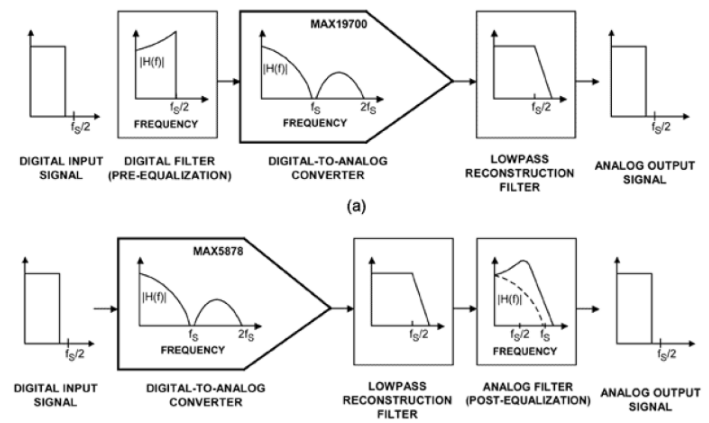 MAX19700
|H(f)|
|H(f)|
fS/2
fS/2
fS
2fS
fS/2
fS/2
FREQUENCY
FREQUENCY
DIGITAL INPUT
SIGNAL
DIGITAL FILTER
(PRE-EQUALIZATION)
DIGITAL-TO-ANALOG
CONVERTER
LOWPASS
RECONSTRUCTION
FILTER
ANALOG OUTPUT
SIGNAL
(a)
MAX5878
|H(f)|
|H(f)|
fS/2
fS
2fS
fS/2
fS/2
fS
fS/2
FREQUENCY
FREQUENCY
DIGITAL INPUT
SIGNAL
DIGITAL-TO-ANALOG
CONVERTER
LOWPASS
RECONSTRUCTION
FILTER
ANALOG FILTER
(POST-EQUALIZATION)
ANALOG OUTPUT
SIGNAL